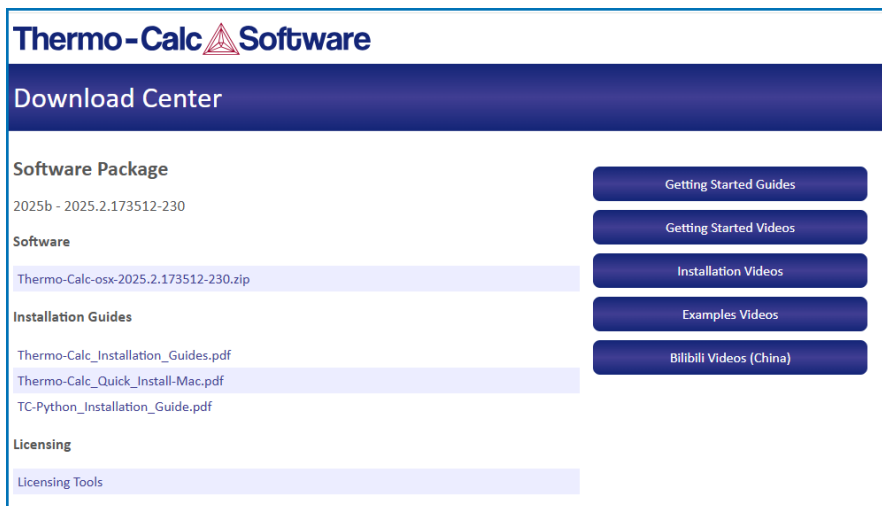 Thermo-Calc Software
Download Center
Software Package
2025b - 2025.2.173512-230
Software
Thermo-Calc-osx-2025.2.173512-230.zip
Installation Guides
Thermo-Calc_Installation_Guides.pdf
Thermo-Calc_Quick_Install-Mac.pdf
TC-Python_Installation_Guide.pdf
Licensing
Licensing Tools
Getting Started Guides
Getting Started Videos
Installation Videos
Examples Videos
Bilibili Videos (China)